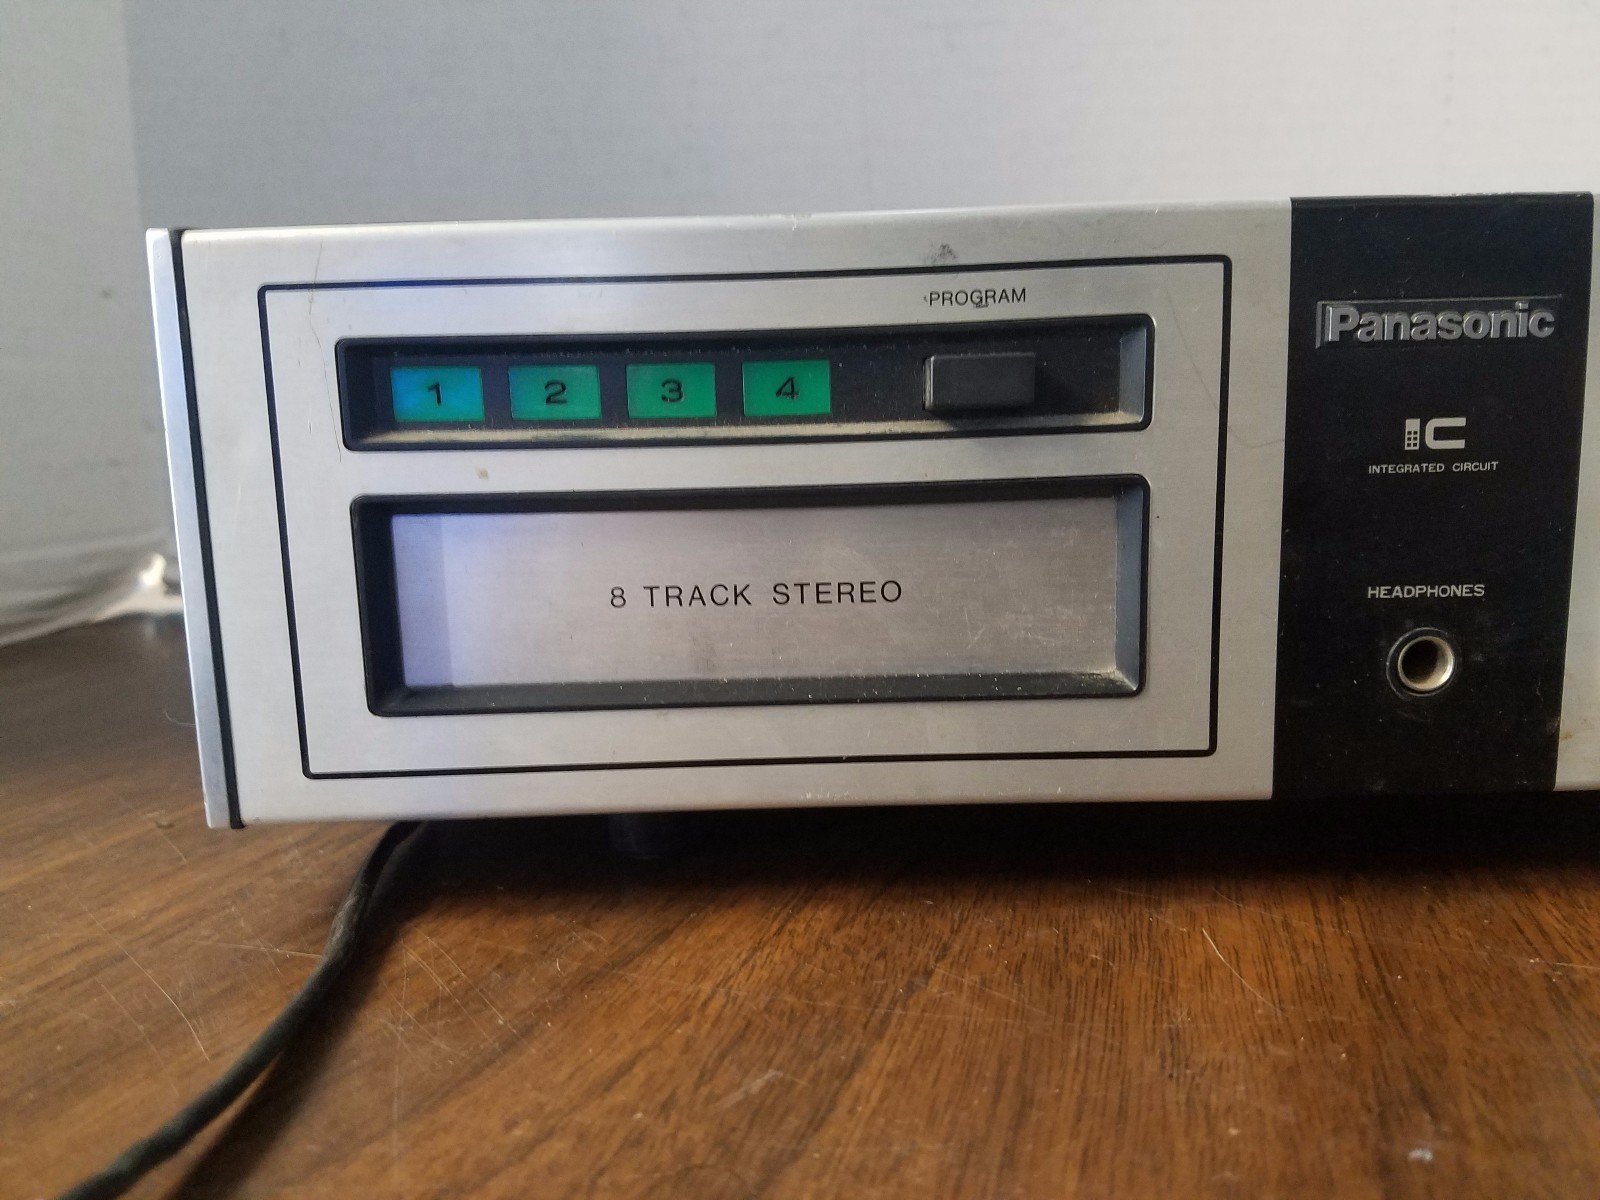 PROGRAM
1 2 3 4
8 TRACK STEREO
Panasonic
IC
INTEGRATED CIRCUIT
HEADPHONES